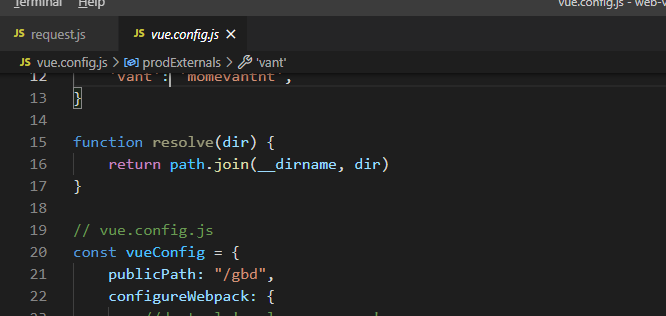 Terminal Help
vue.config.js - web-v
JS request.js
JS vue.config.js ×
JS vue.config.js > prodExternals > 'vant'
12 'vant': 'momevantht',
13 }
14
15 function resolve(dir) {
16 return path.join(__dirname, dir)
17 }
18
19 // vue.config.js
20 const vueConfig = {
21 publicPath: "/gbd",
22 configureWebpack: {